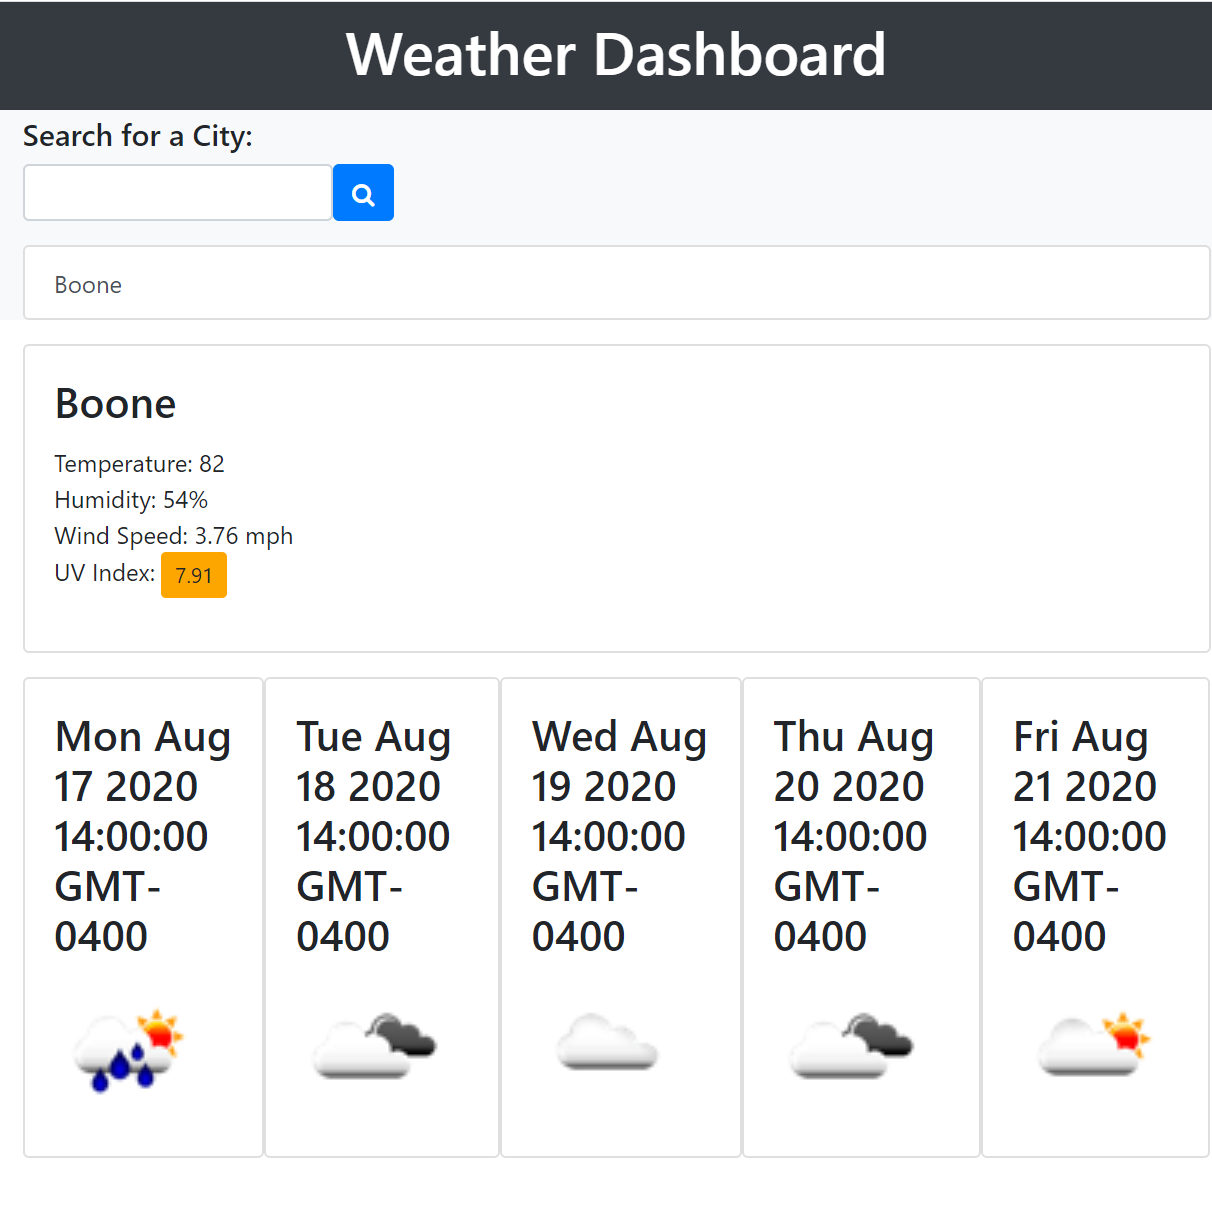 Weather Dashboard
Search for a City:
Boone
Boone
Temperature: 82
Humidity: 54%
Wind Speed: 3.76 mph
UV Index: 7.91
Mon Aug
17 2020
14:00:00
GMT-
0400
Tue Aug
18 2020
14:00:00
GMT-
0400
Wed Aug
19 2020
14:00:00
GMT-
0400
Thu Aug
20 2020
14:00:00
GMT-
0400
Fri Aug
21 2020
14:00:00
GMT-
0400